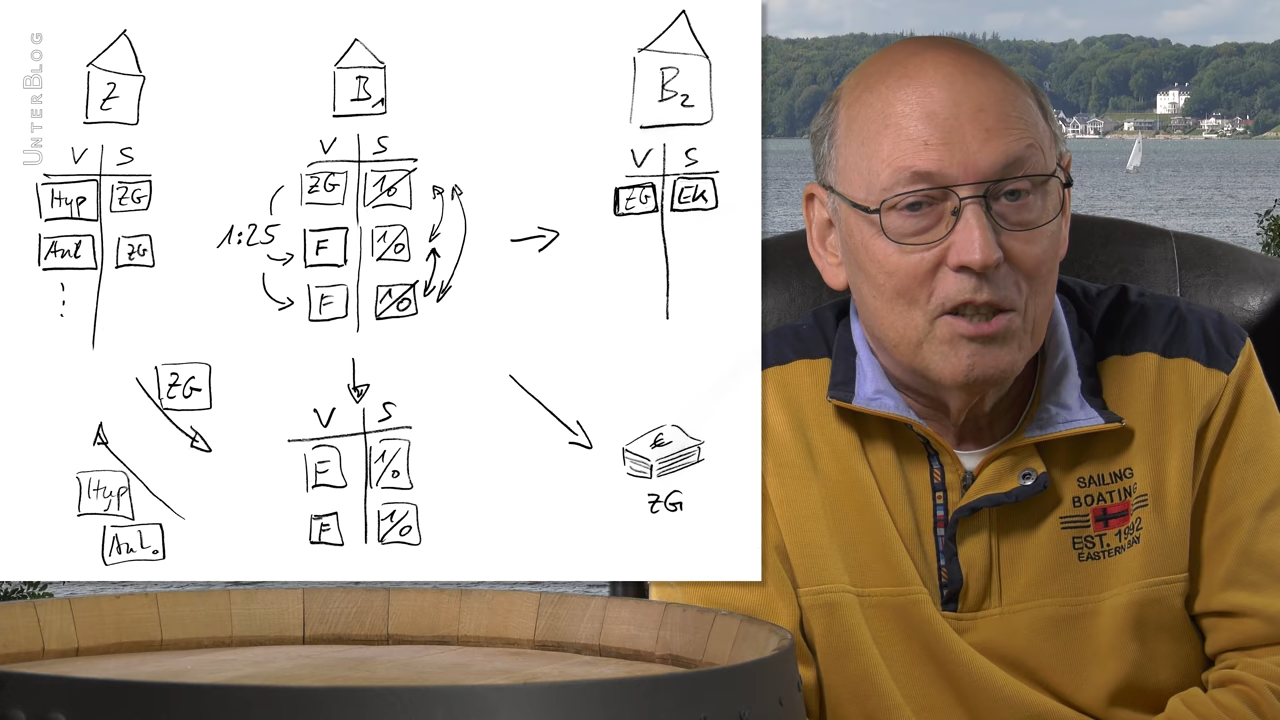 UNTERBLOG
Z
B1
B2
V S
Hyp ZG
Anl ZG
⋮
V S
ZG 1/0
1:25
F 1/0
F 1/0
V S
ZG EK
ZG
Hyp
Anl.
V S
F 1/0
F 1/0
€
ZG
SAILING
BOATING
EST. 1992
EASTERN BAY